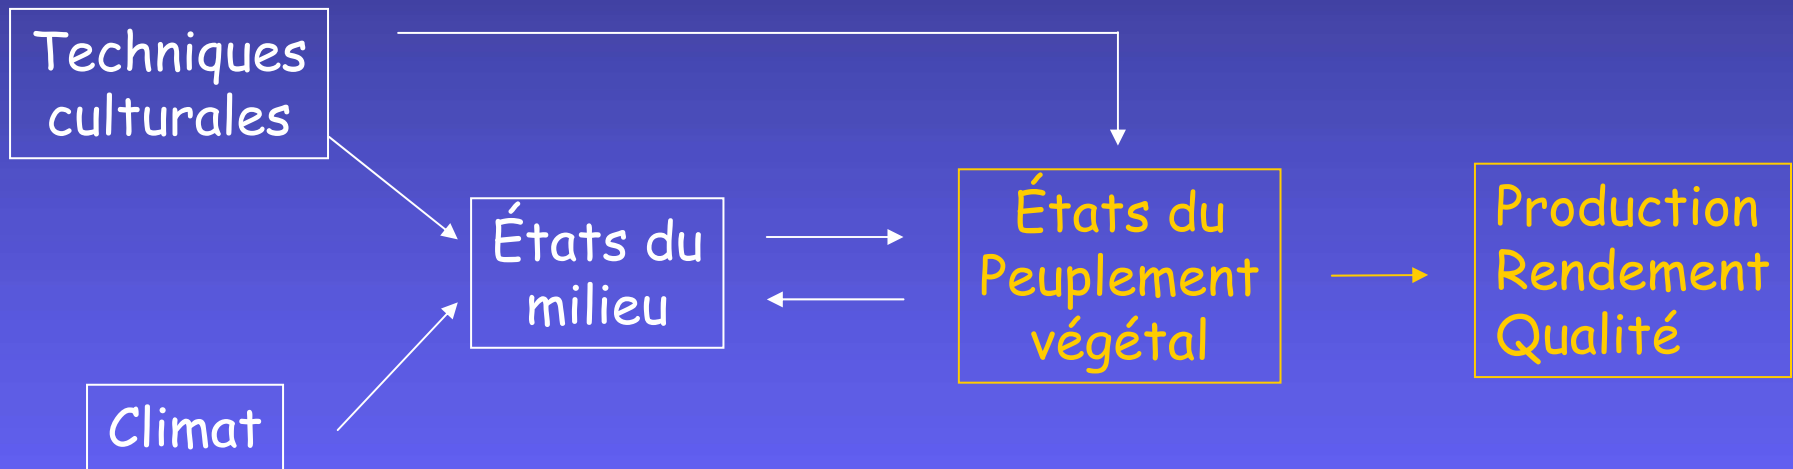 Techniques
culturales
États du
milieu
États du
Peuplement
végétal
Production
Rendement
Qualité
Climat